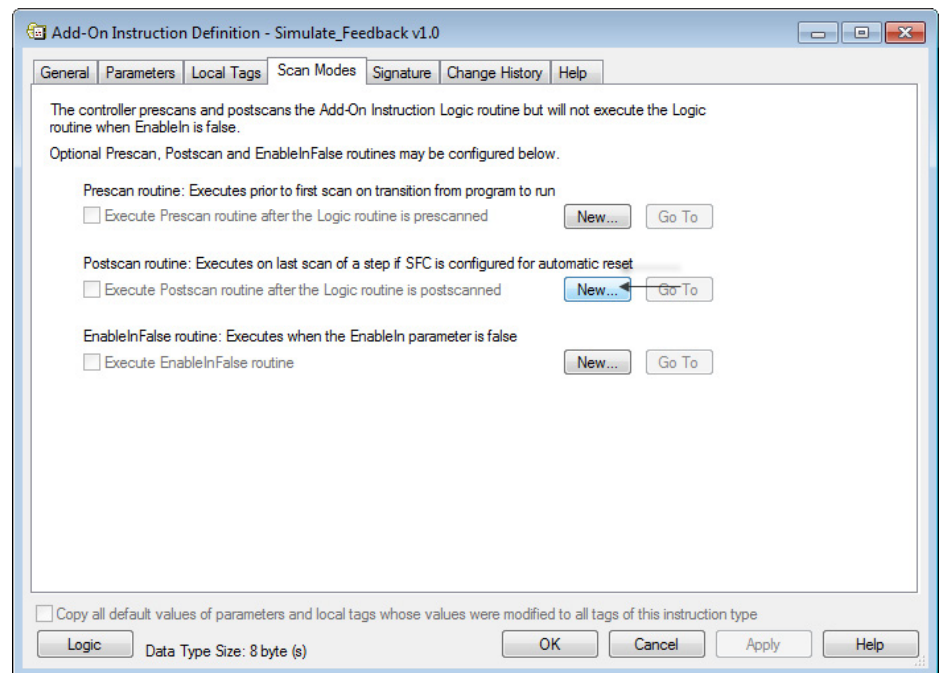 Add-On Instruction Definition - Simulate_Feedback v1.0
General Parameters Local Tags Scan Modes Signature Change History Help
The controller prescans and postscans the Add-On Instruction Logic routine but will not execute the Logic
routine when EnableIn is false.
Optional Prescan, Postscan and EnableInFalse routines may be configured below.
Prescan routine: Executes prior to first scan on transition from program to run
Execute Prescan routine after the Logic routine is prescanned New... Go To
Postscan routine: Executes on last scan of a step if SFC is configured for automatic reset
Execute Postscan routine after the Logic routine is postscanned New... Go To
EnableInFalse routine: Executes when the EnableIn parameter is false
Execute EnableInFalse routine New... Go To
Copy all default values of parameters and local tags whose values were modified to all tags of this instruction type
Logic Data Type Size: 8 byte (s) OK Cancel Apply Help